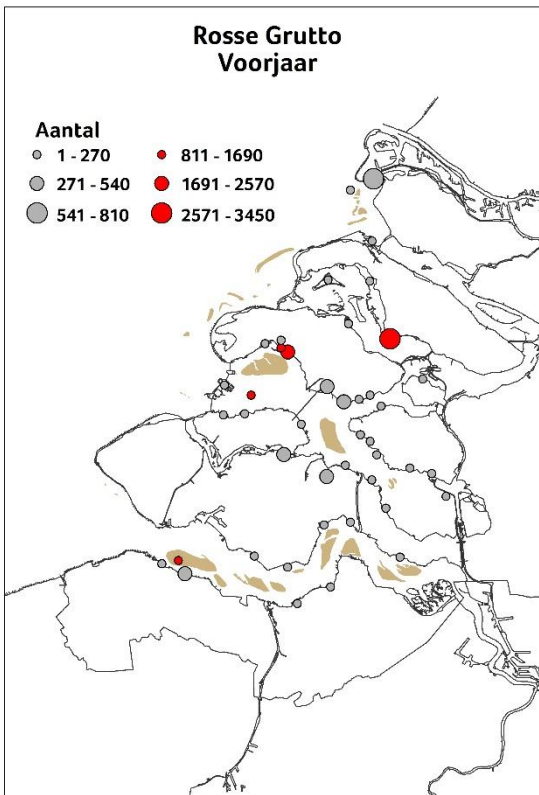 Rosse Grutto
Voorjaar
Aantal
1 - 270
271 - 540
541 - 810
811 - 1690
1691 - 2570
2571 - 3450